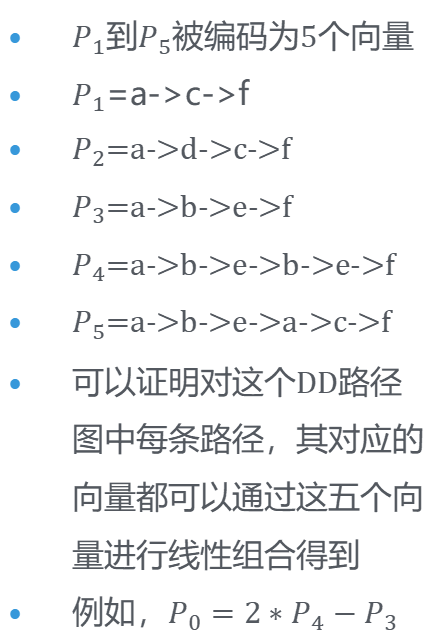 • P₁到P₅被编码为5个向量
• P₁=a->c->f
• P₂=a->d->c->f
• P₃=a->b->e->f
• P₄=a->b->e->b->e->f
• P₅=a->b->e->a->c->f
• 可以证明对这个DD路径
图中每条路径，其对应的
向量都可以通过这五个向
量进行线性组合得到
• 例如，P₀ = 2 * P₄ − P₃